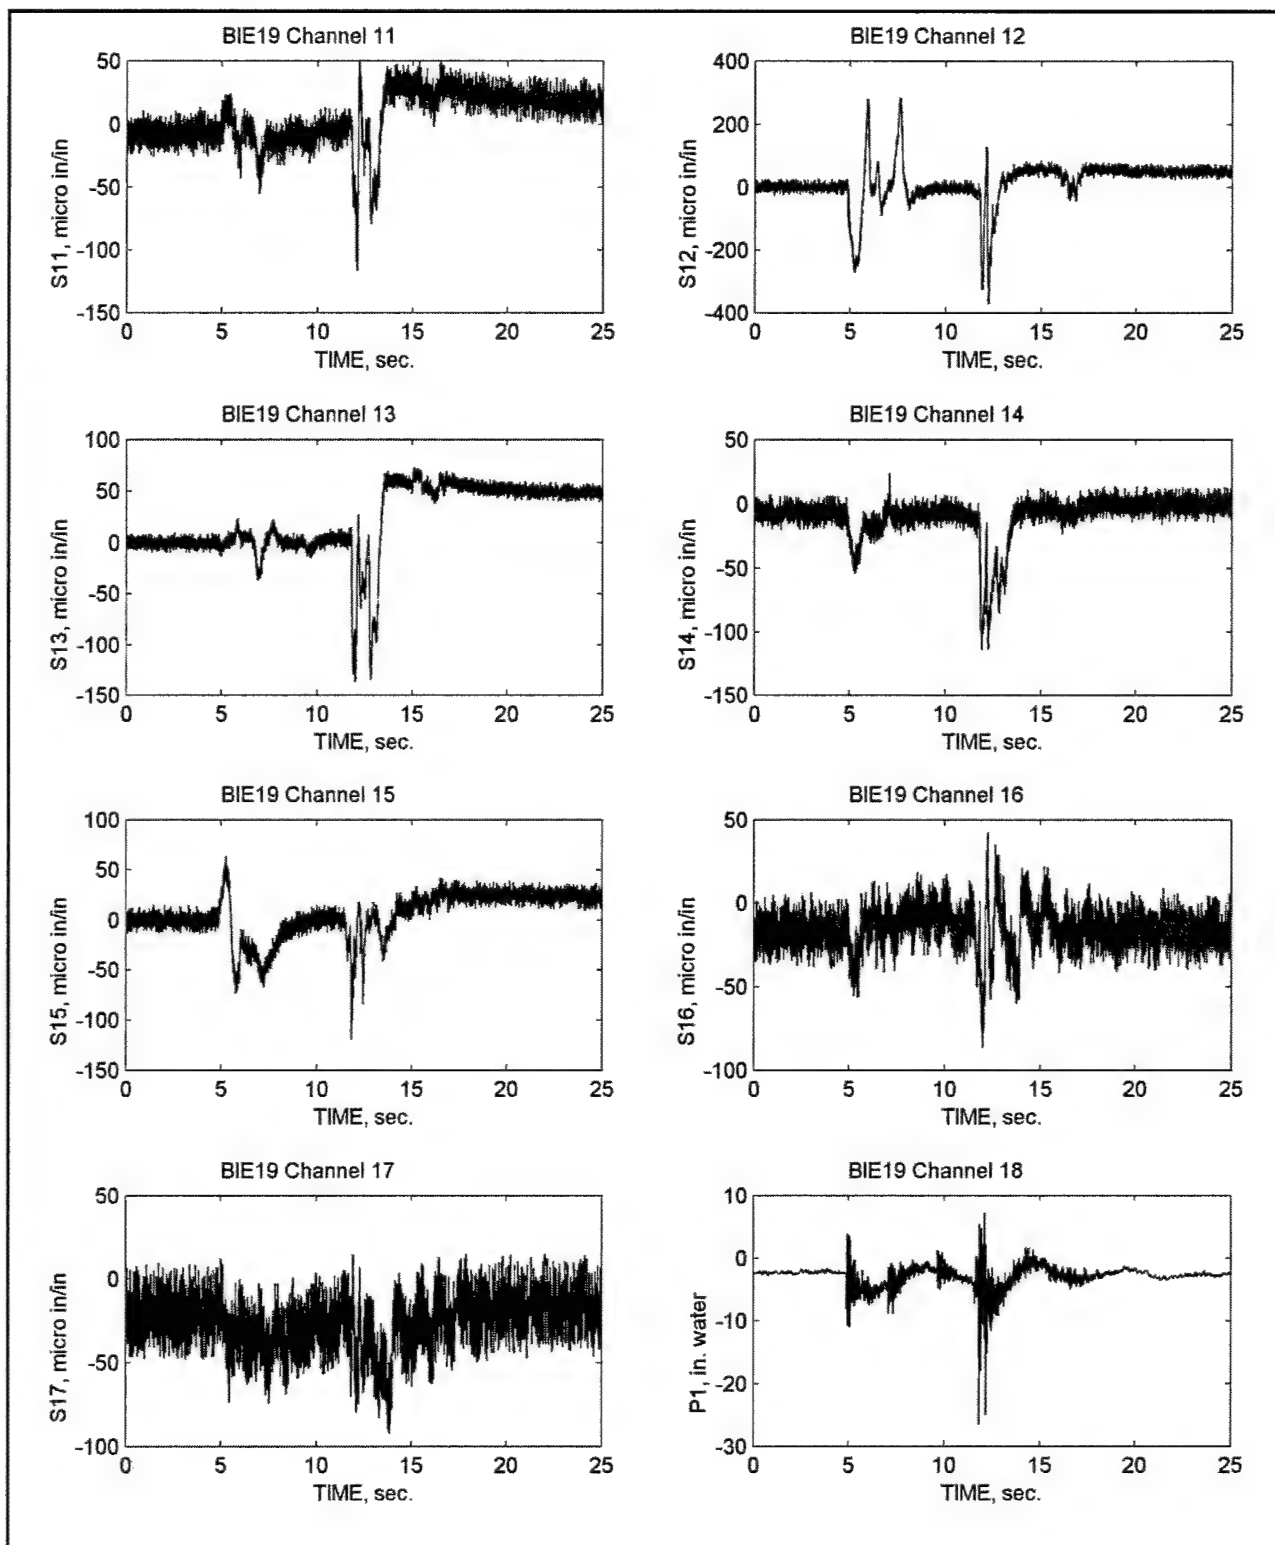 BIE19 Channel 11
50
0
-50
-100
-150
S11, micro in/in
0 5 10 15 20 25
TIME, sec.
BIE19 Channel 12
400
200
0
-200
-400
S12, micro in/in
0 5 10 15 20 25
TIME, sec.
BIE19 Channel 13
100
50
0
-50
-100
-150
S13, micro in/in
0 5 10 15 20 25
TIME, sec.
BIE19 Channel 14
50
0
-50
-100
-150
S14, micro in/in
0 5 10 15 20 25
TIME, sec.
BIE19 Channel 15
100
50
0
-50
-100
-150
S15, micro in/in
0 5 10 15 20 25
TIME, sec.
BIE19 Channel 16
50
0
-50
-100
S16, micro in/in
0 5 10 15 20 25
TIME, sec.
BIE19 Channel 17
50
0
-50
-100
S17, micro in/in
0 5 10 15 20 25
TIME, sec.
BIE19 Channel 18
10
0
-10
-20
-30
P1, in. water
0 5 10 15 20 25
TIME, sec.